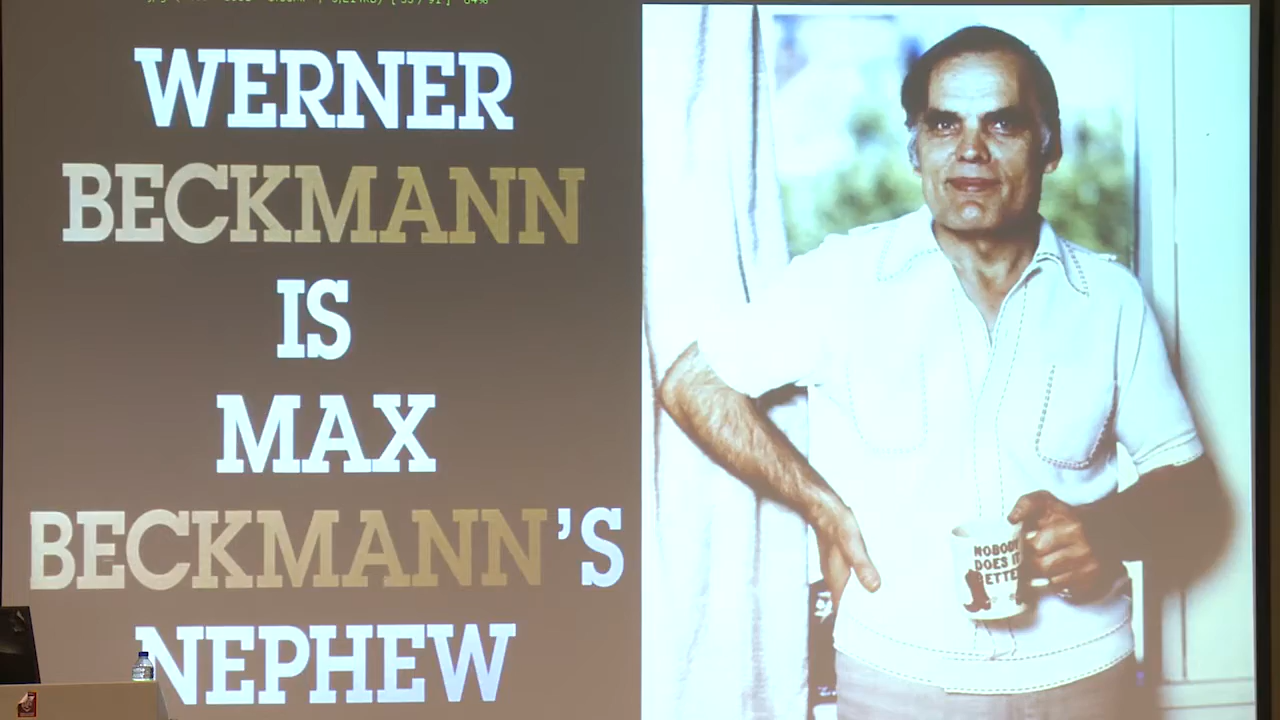 WERNER
BECKMANN
IS
MAX
BECKMANN'S
NEPHEW
NOBODY
DOES IT
BETTER